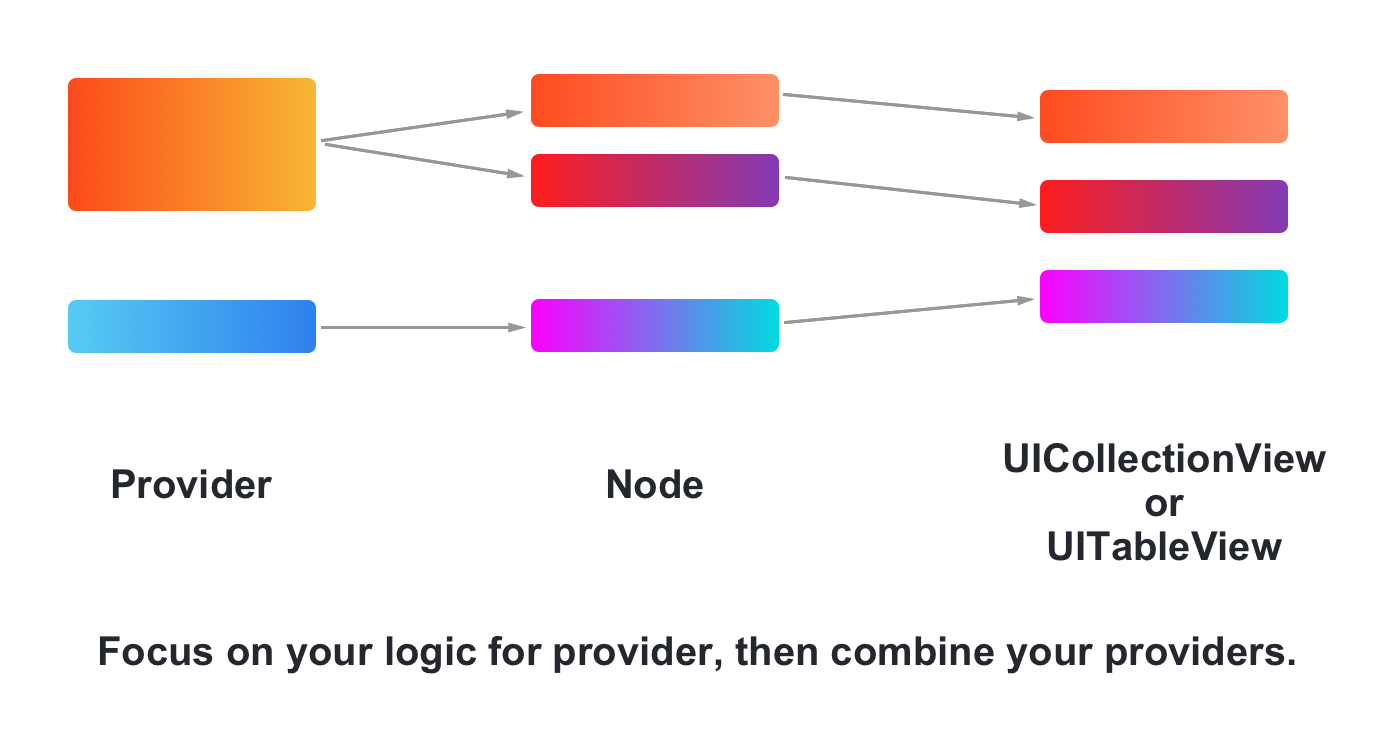 Provider
Node
UICollectionView
or
UITableView
Focus on your logic for provider, then combine your providers.